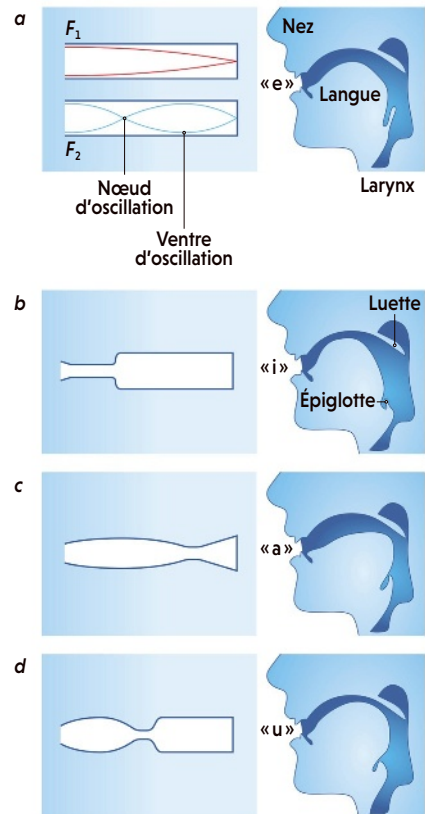 a
F1
F2
Nœud
d'oscillation
Ventre
d'oscillation
Nez
«e»
Langue
Larynx
b
«i»
Luette
Épiglotte
c
«a»
d
«u»